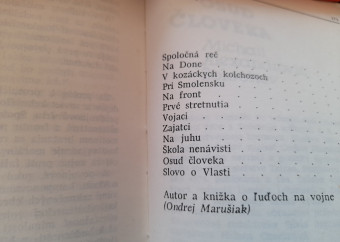 Spoločná reč . . . . .
Na Done . . . . .
V kozáckych kolchozoch
Pri Smolensku . . . .
Na front . . . . .
Prvé stretnutia . . . .
Vojaci . . . . .
Zajatci . . . . .
Na juhu . . . . .
Škola nenávisti . . . .
Osud človeka . . . .
Slovo o Vlasti . . . .
Autor a knižka o ľuďoch na vojne
(Ondrej Marušiak) . . .